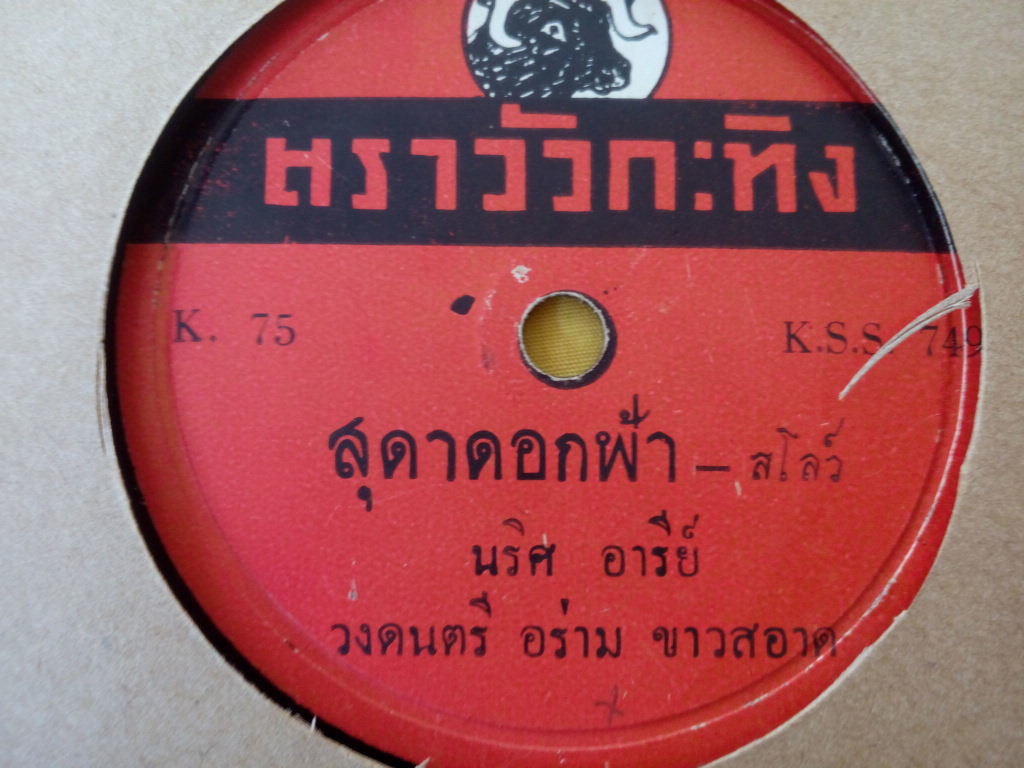 ตราวัวกะทิง
K. 75
K.S.S. 749
สุดาดอกฟ้า – สโลว์
นริศ อารีย์
วงดนตรี อร่าม ขาวสอาด